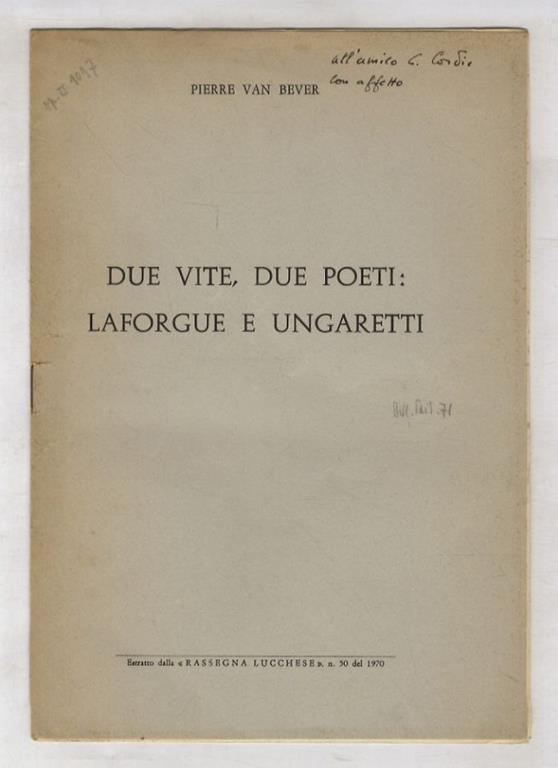 all'amico C. Cordiè
con affetto
PIERRE VAN BEVER
DUE VITE, DUE POETI:
LAFORGUE E UNGARETTI
Estratto dalla « RASSEGNA LUCCHESE », n. 50 del 1970